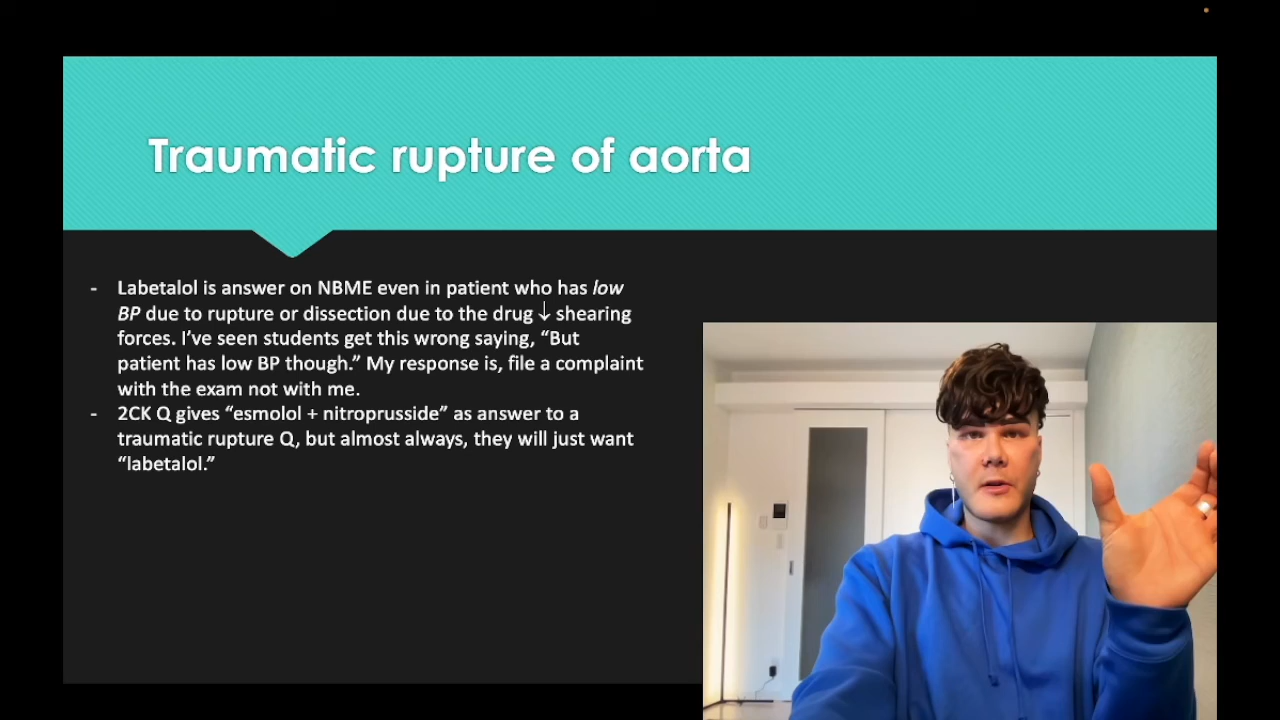 Traumatic rupture of aorta
- Labetalol is answer on NBME even in patient who has low
BP due to rupture or dissection due to the drug ↓ shearing
forces. I’ve seen students get this wrong saying, “But
patient has low BP though.” My response is, file a complaint
with the exam not with me.
- 2CK Q gives “esmolol + nitroprusside” as answer to a
traumatic rupture Q, but almost always, they will just want
“labetalol.”